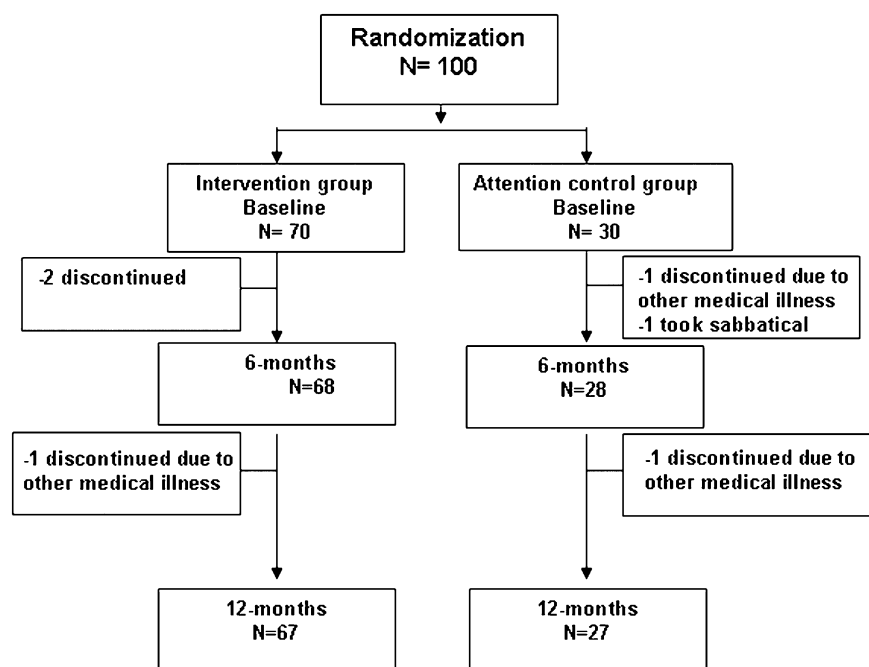 Randomization
N= 100
Intervention group
Baseline
N= 70
Attention control group
Baseline
N= 30
-2 discontinued
-1 discontinued due to
other medical illness
-1 took sabbatical
6-months
N=68
6-months
N=28
-1 discontinued due to
other medical illness
-1 discontinued due to
other medical illness
12-months
N=67
12-months
N=27